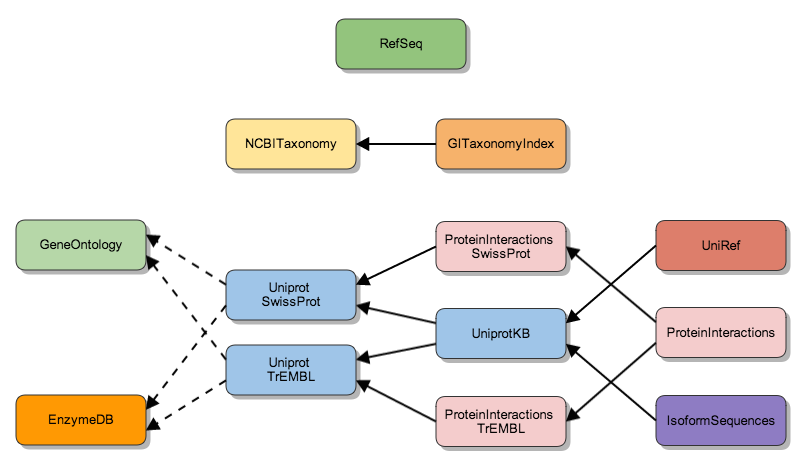 RefSeq
NCBITaxonomy
GITaxonomyIndex
GeneOntology
ProteinInteractions
SwissProt
UniRef
Uniprot
SwissProt
UniprotKB
ProteinInteractions
Uniprot
TrEMBL
EnzymeDB
ProteinInteractions
TrEMBL
IsoformSequences